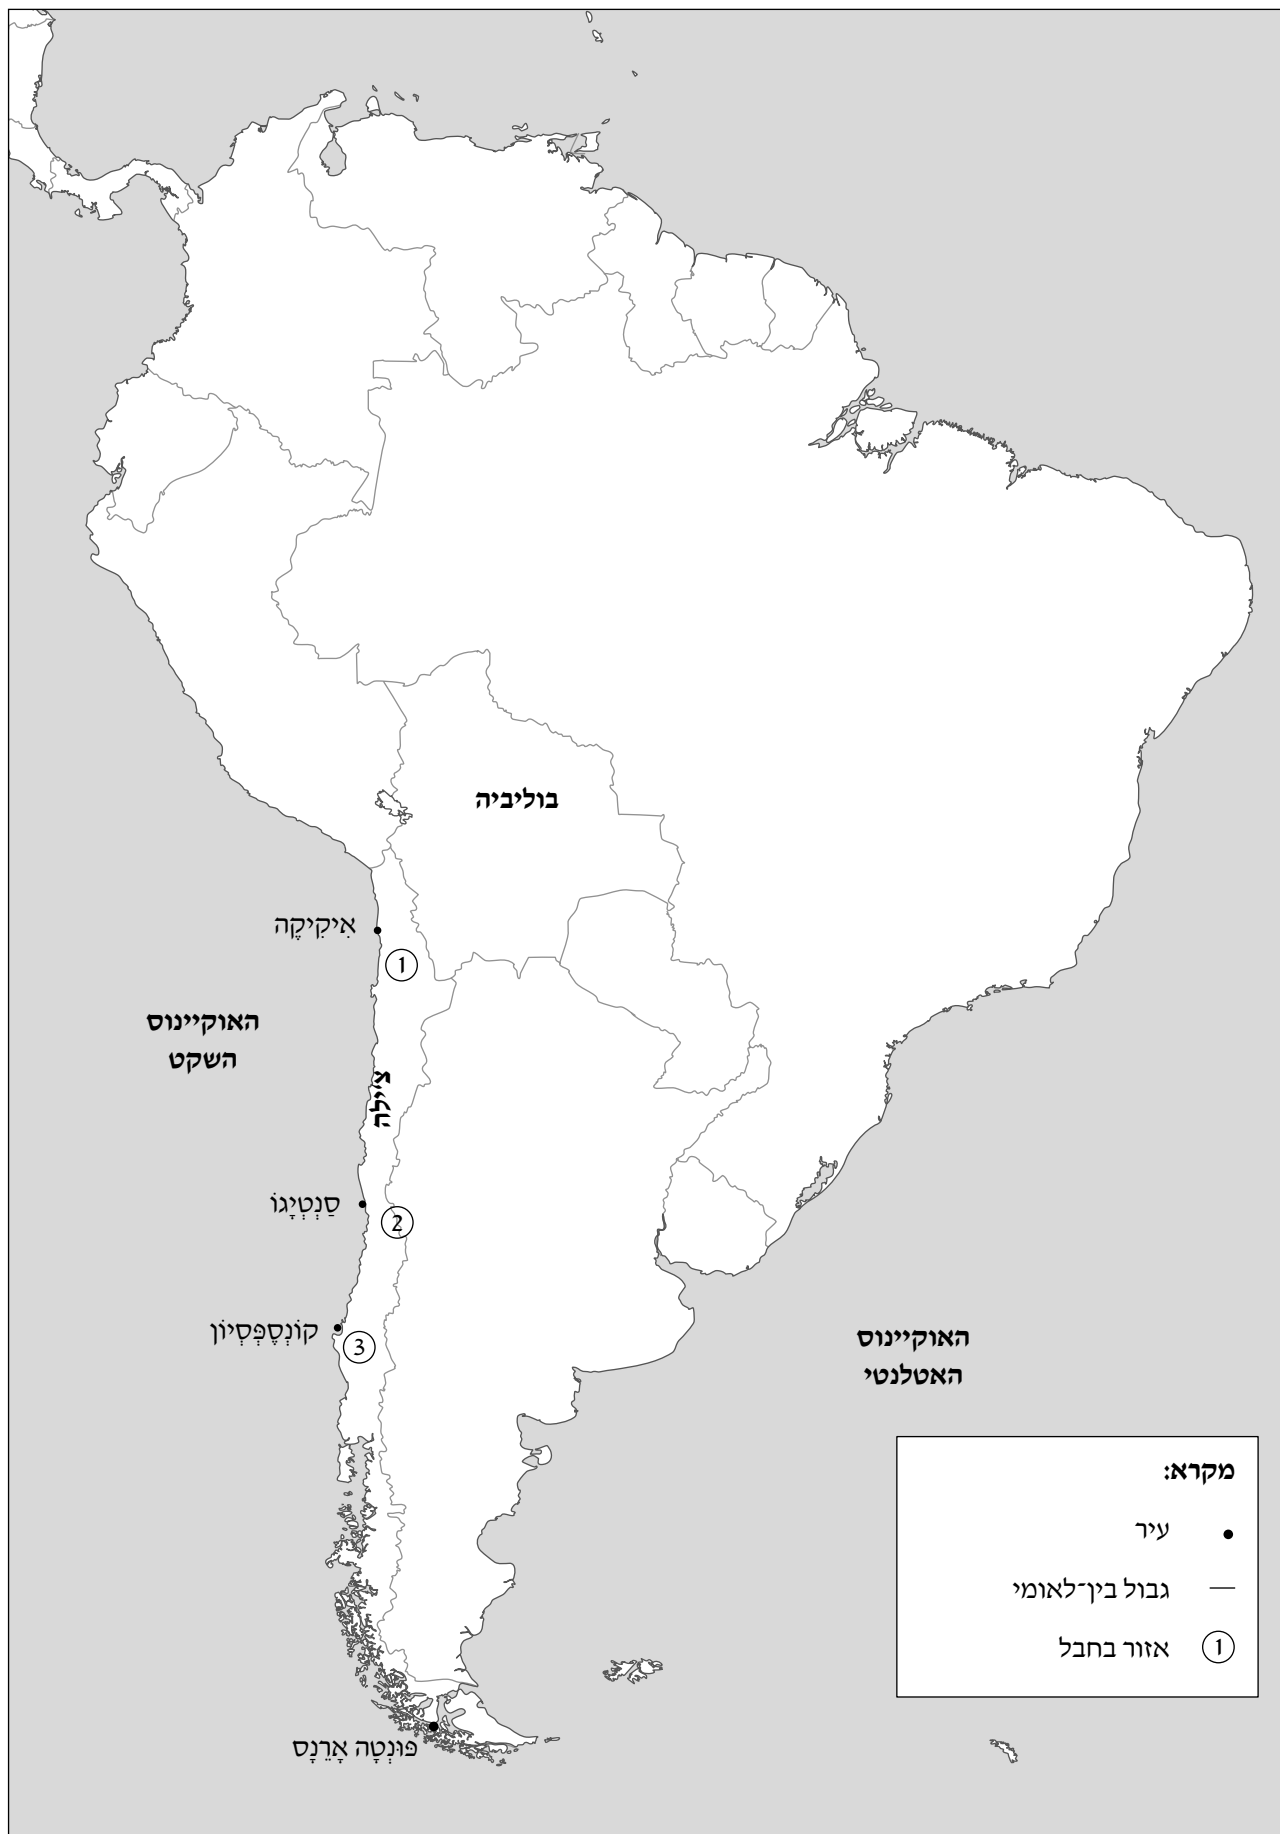 בוליביה
אִיקִיקֶה
1
האוקיינוס
השקט
צ׳ילה
סַנְטְיָגוֹ
2
קוֹנְסֶפְּסְיוֹן
3
האוקיינוס
האטלנטי
מקרא:
עיר
גבול בין־לאומי
1 אזור בחבל
פּוּנְטָה אָרֵנָס